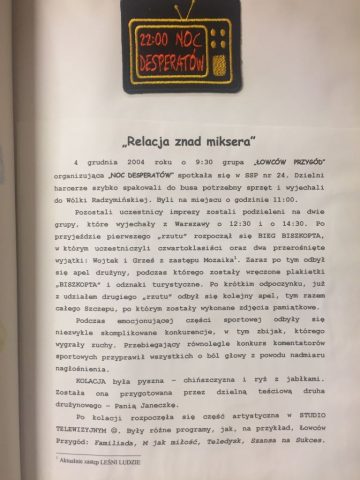 22:00 NOC
DESPERATÓW
„Relacja znad miksera”
4 grudnia 2004 roku o 9:30 grupa „ŁOWCÓW PRZYGÓD”
organizująca „NOC DESPERATÓW” spotkała się w SSP nr 24. Dzielni
harcerze szybko spakowali do busa potrzebny sprzęt i wyjechali
do Wólki Radzymińskiej. Byli na miejscu o godzinie 11:00.
Pozostali uczestnicy imprezy zostali podzieleni na dwie
grupy, które wyjechały z Warszawy o 12:30 i o 14:30. Po
przyjeździe pierwszego „rzutu” rozpoczął się BIEG BISZKOPTA,
w którym uczestniczyli czwartoklasiści oraz dwa przerośnięte
wyjątki: Wojtek i Grześ z zastępu Mozaika¹. Zaraz po tym odbył
się apel drużyny, podczas którego zostały wręczone plakietki
„BISZKOPTA” i odznaki turystyczne. Po krótkim odpoczynku, już
z udziałem drugiego „rzutu” odbył się kolejny apel, tym razem
całego Szczepu, po którym zostały wykonane zdjęcia pamiątkowe.
Podczas emocjonującej części sportowej odbyły się
niezwykle skomplikowane konkurencje, w tym zbijak, którego
wygrały zuchy. Przebiegający równolegle konkurs komentatorów
sportowych przyprawił wszystkich o ból głowy z powodu nadmiaru
nagłośnienia.
KOLACJA była pyszna – chińszczyzna i ryż z jabłkami.
Została ona przygotowana przez dzielną teściową druha
drużynowego – Panią Janeczkę.
Po kolacji rozpoczęła się część artystyczna w STUDIO
TELEWIZYJNYM ☺. Były różne programy, jak, na przykład, Łowców
Przygód: Familiada, M jak miłość, Teledysk, Szansa na Sukces.
¹ Aktualnie zastęp LEŚNI LUDZIE